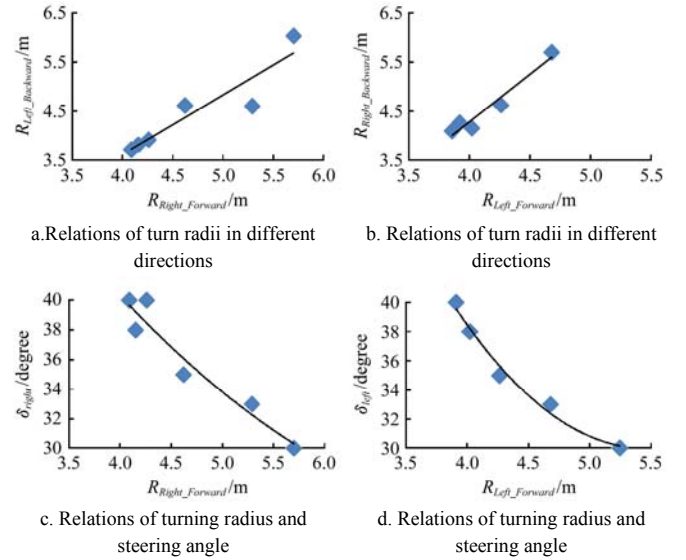 6.5
5.5
4.5
3.5
R_Left_Backward/m
3.5 4.0 4.5 5.0 5.5 6.0
R_Right_Forward/m
a.Relations of turn radii in different
directions
6.5
5.5
4.5
3.5
R_Right_Backward/m
3.5 4.0 4.5 5.0 5.5
R_Left_Forward/m
b. Relations of turn radii in different
directions
40
38
36
34
32
30
δ_right/degree
3.5 4.0 4.5 5.0 5.5 6.0
R_Right_Forward/m
c. Relations of turning radius and
steering angle
40
38
36
34
32
30
δ_left/degree
3.5 4.0 4.5 5.0 5.5
R_Left_Forward/m
d. Relations of turning radius and
steering angle